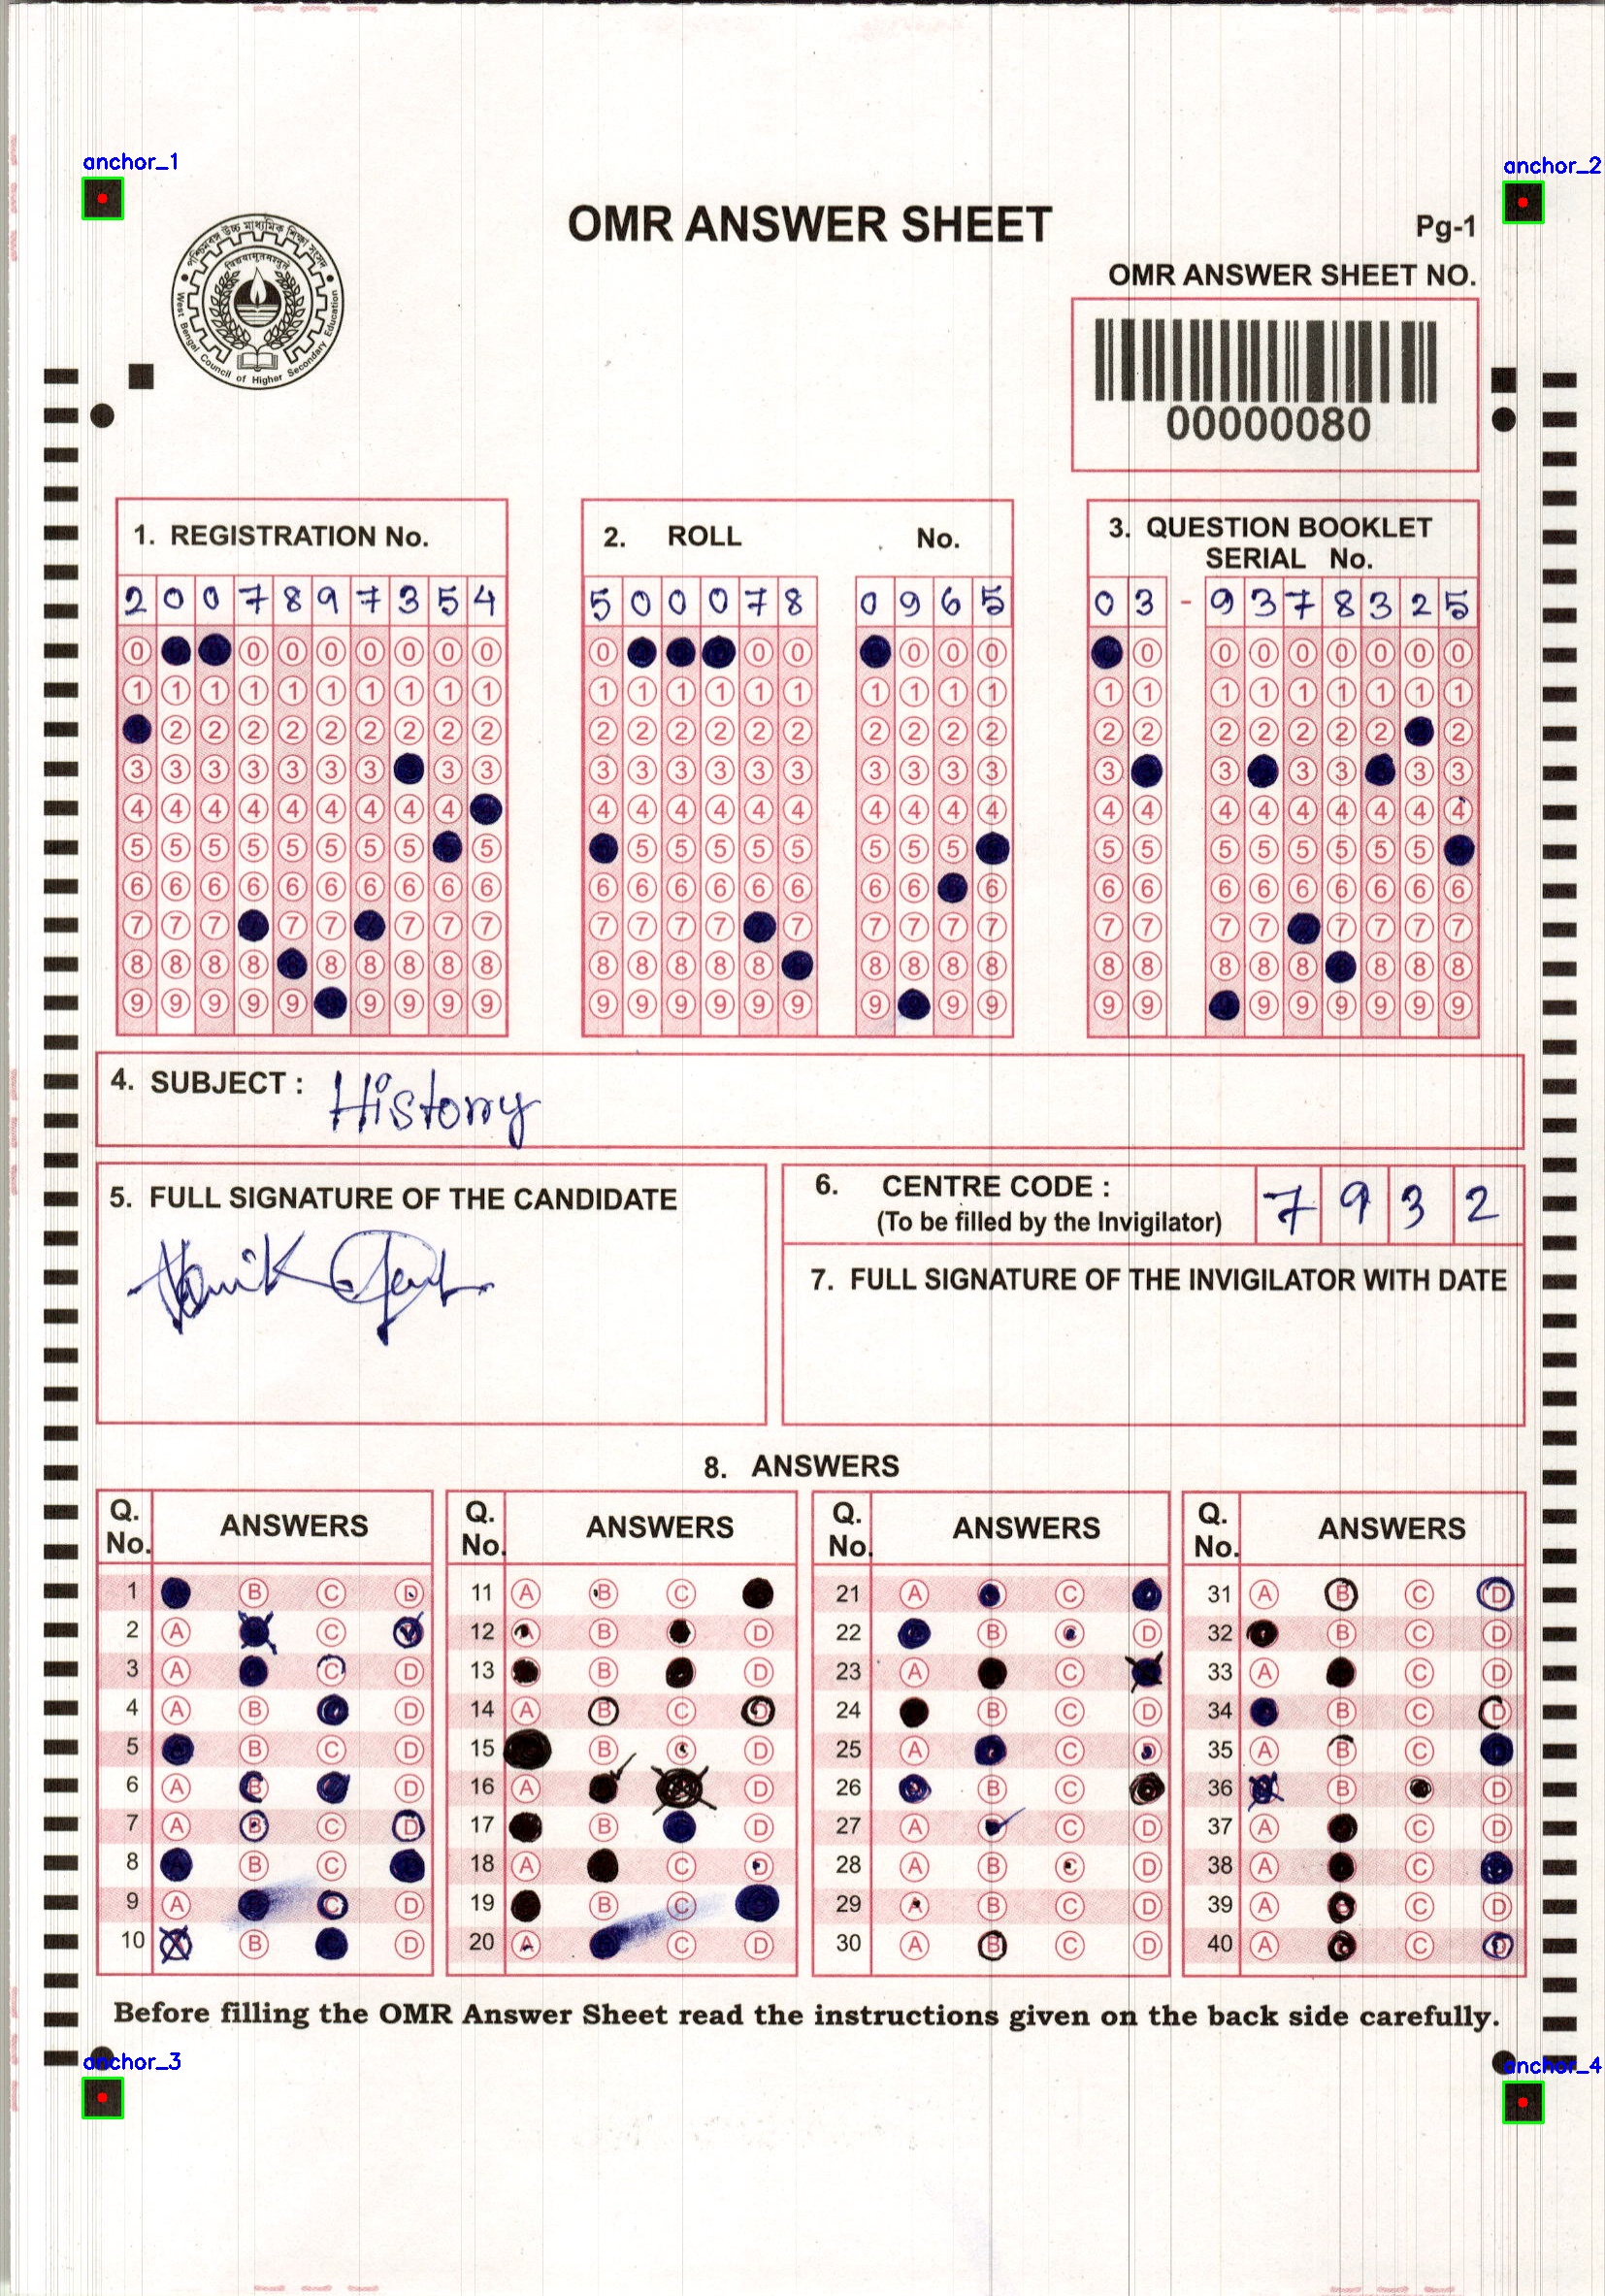 anchor_1
anchor_2
পশ্চিমবঙ্গ উচ্চ মাধ্যমিক শিক্ষা সংসদ
West Bengal Council of Higher Secondary Education
OMR ANSWER SHEET
Pg-1
OMR ANSWER SHEET NO.
00000080
1. REGISTRATION No.
2. ROLL No.
3. QUESTION BOOKLET
SERIAL No.
2 0 0 7 8 9 7 3 5 4
5 0 0 0 7 8 0 9 6 5
0 3 - 9 3 7 8 3 2 5
4. SUBJECT : History
5. FULL SIGNATURE OF THE CANDIDATE
6. CENTRE CODE : 7 9 3 2
(To be filled by the Invigilator)
7. FULL SIGNATURE OF THE INVIGILATOR WITH DATE
8. ANSWERS
Q. No. ANSWERS Q. No. ANSWERS Q. No. ANSWERS Q. No. ANSWERS
1 B C D 11 A B C 21 A B C 31 A B C D
2 A C 12 A B D 22 B C D 32 B C D
3 A C D 13 B D 23 A C 33 A C D
4 A B D 14 A B C D 24 B C D 34 B C D
5 B C D 15 B C D 25 A C D 35 A B C
6 A B D 16 A D 26 B C 36 B D
7 A B C D 17 B D 27 A C D 37 A C D
8 B C 18 A C D 28 A B C D 38 A C
9 A C D 19 B C 29 A B C D 39 A C D
10 B D 20 A C D 30 A B C D 40 A C D
Before filling the OMR Answer Sheet read the instructions given on the back side carefully.
anchor_3
anchor_4